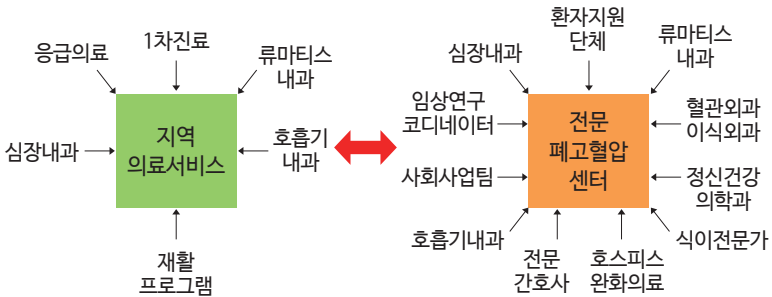 응급의료
1차진료
류마티스
내과
심장내과
지역
의료서비스
호흡기
내과
재활
프로그램
환자지원
단체
심장내과
류마티스
내과
임상연구
코디네이터
전문
폐고혈압
센터
혈관외과
이식외과
사회사업팀
정신건강
의학과
호흡기내과
전문
간호사
호스피스
완화의료
식이전문가